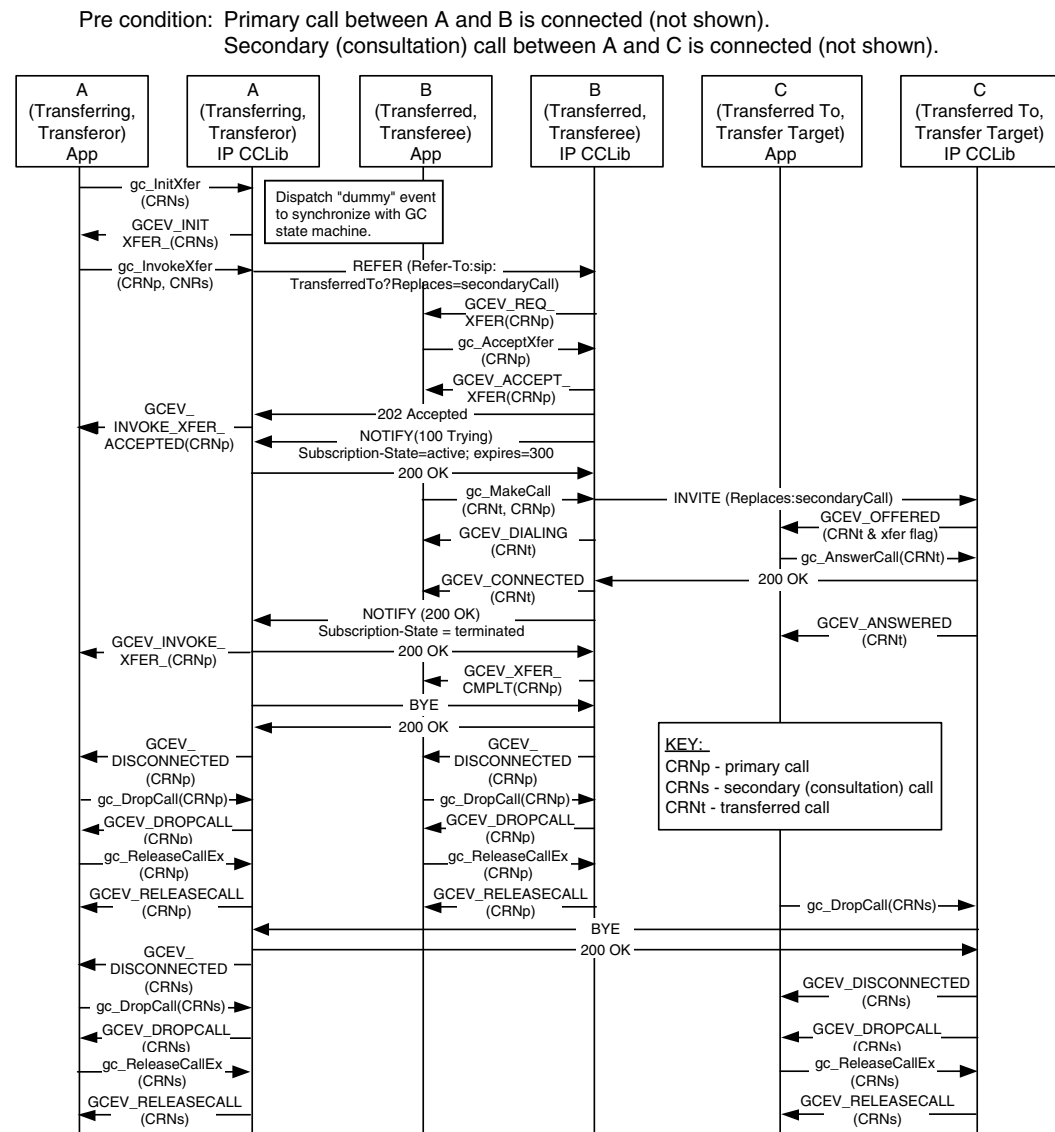 Pre condition: Primary call between A and B is connected (not shown).
Secondary (consultation) call between A and C is connected (not shown).
A
(Transferring,
Transferor)
App
A
(Transferring,
Transferor)
IP CCLib
B
(Transferred,
Transferee)
App
B
(Transferred,
Transferee)
IP CCLib
C
(Transferred To,
Transfer Target)
App
C
(Transferred To,
Transfer Target)
IP CCLib
gc_InitXfer
(CRNs)
Dispatch "dummy" event
to synchronize with GC
state machine.
GCEV_INIT
XFER_(CRNs)
gc_InvokeXfer
(CRNp, CNRs)
REFER (Refer-To:sip:
TransferredTo?Replaces=secondaryCall)
GCEV_REQ_
XFER(CRNp)
gc_AcceptXfer
(CRNp)
GCEV_ACCEPT_
XFER(CRNp)
202 Accepted
GCEV_
INVOKE_XFER_
ACCEPTED(CRNp)
NOTIFY(100 Trying)
Subscription-State=active; expires=300
200 OK
gc_MakeCall
(CRNt, CRNp)
INVITE (Replaces:secondaryCall)
GCEV_OFFERED
(CRNt & xfer flag)
GCEV_DIALING
(CRNt)
gc_AnswerCall(CRNt)
200 OK
GCEV_CONNECTED
(CRNt)
NOTIFY (200 OK)
Subscription-State = terminated
GCEV_ANSWERED
(CRNt)
GCEV_INVOKE_
XFER_(CRNp)
200 OK
GCEV_XFER_
CMPLT(CRNp)
BYE
200 OK
KEY:
CRNp - primary call
CRNs - secondary (consultation) call
CRNt - transferred call
GCEV_
DISCONNECTED
(CRNp)
GCEV_
DISCONNECTED
(CRNp)
gc_DropCall(CRNp)
gc_DropCall(CRNp)
GCEV_DROPCALL
(CRNp)
GCEV_DROPCALL
(CRNp)
gc_ReleaseCallEx
(CRNp)
gc_ReleaseCallEx
(CRNp)
GCEV_RELEASECALL
(CRNp)
GCEV_RELEASECALL
(CRNp)
gc_DropCall(CRNs)
BYE
200 OK
GCEV_
DISCONNECTED
(CRNs)
GCEV_DISCONNECTED
(CRNs)
gc_DropCall(CRNs)
GCEV_DROPCALL
(CRNs)
GCEV_DROPCALL
(CRNs)
gc_ReleaseCallEx
(CRNs)
gc_ReleaseCallEx
(CRNs)
GCEV_RELEASECALL
(CRNs)
GCEV_RELEASECALL
(CRNs)